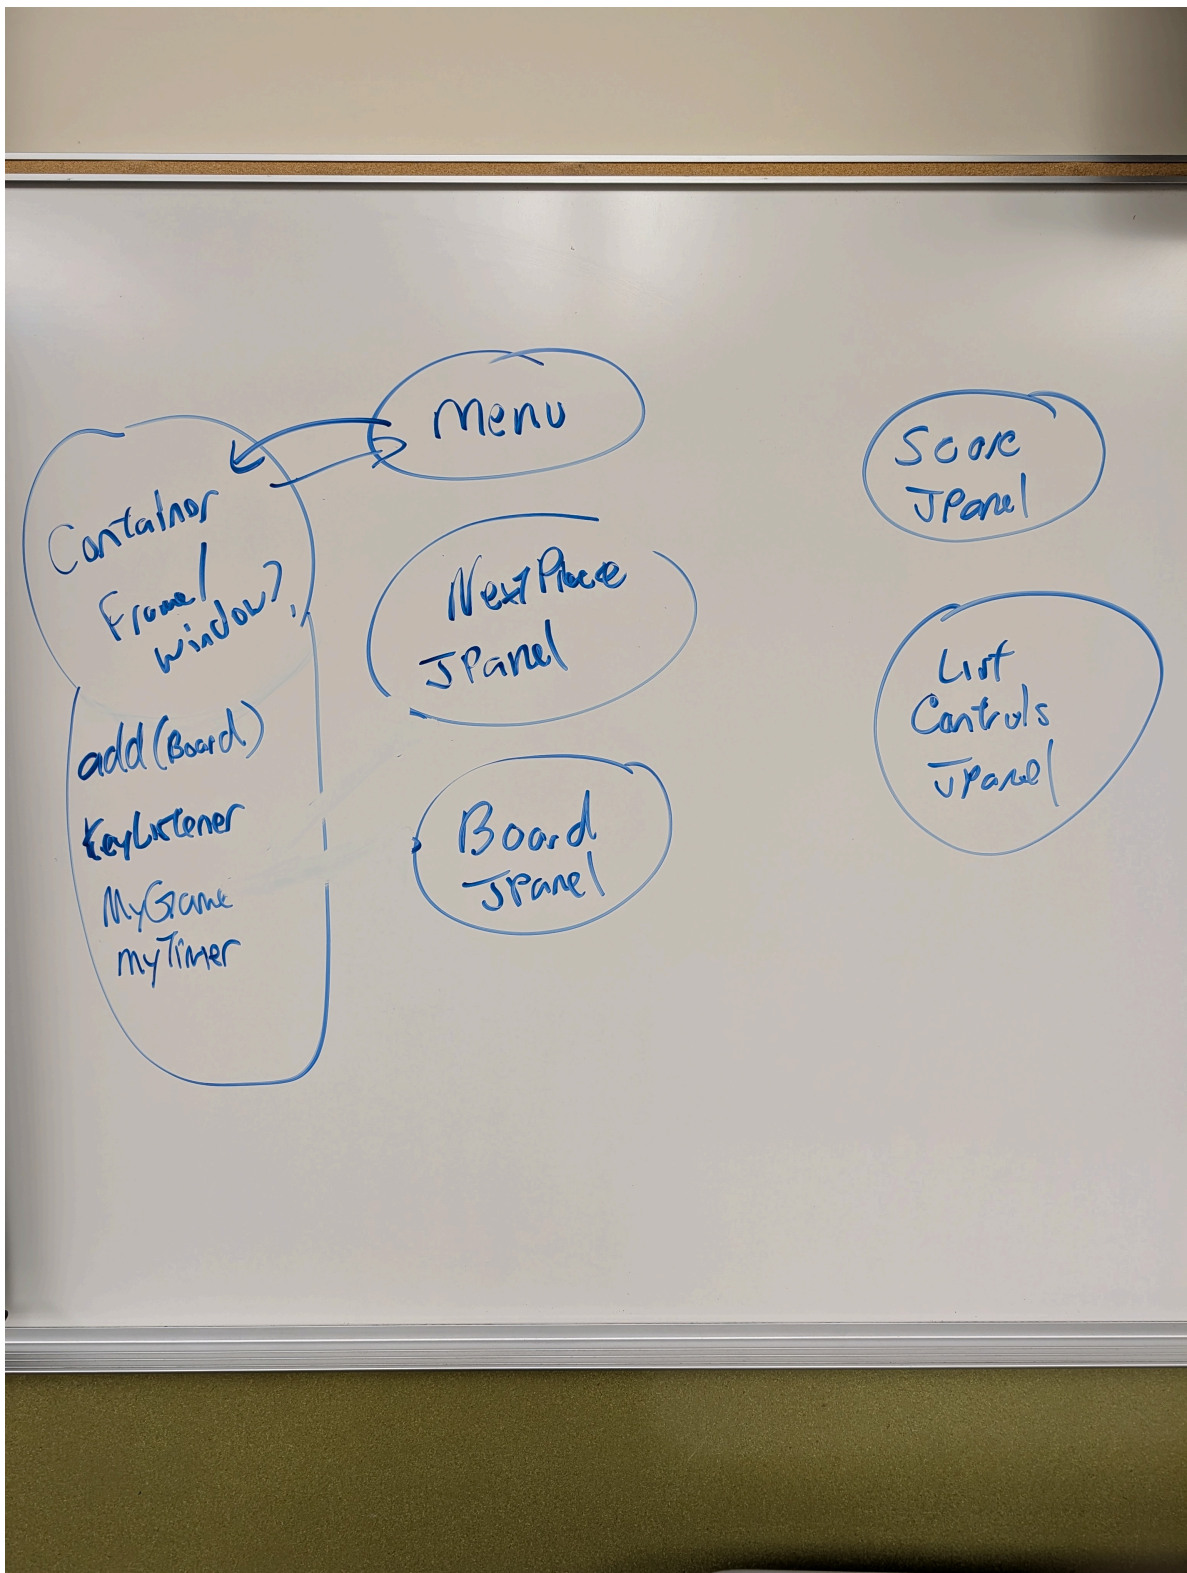 Menu
Container
Frame/
window?
add(Board)
KeyListener
MyGame
myTimer
Next Piece
JPanel
Board
JPanel
Score
JPanel
List
Controls
JPanel